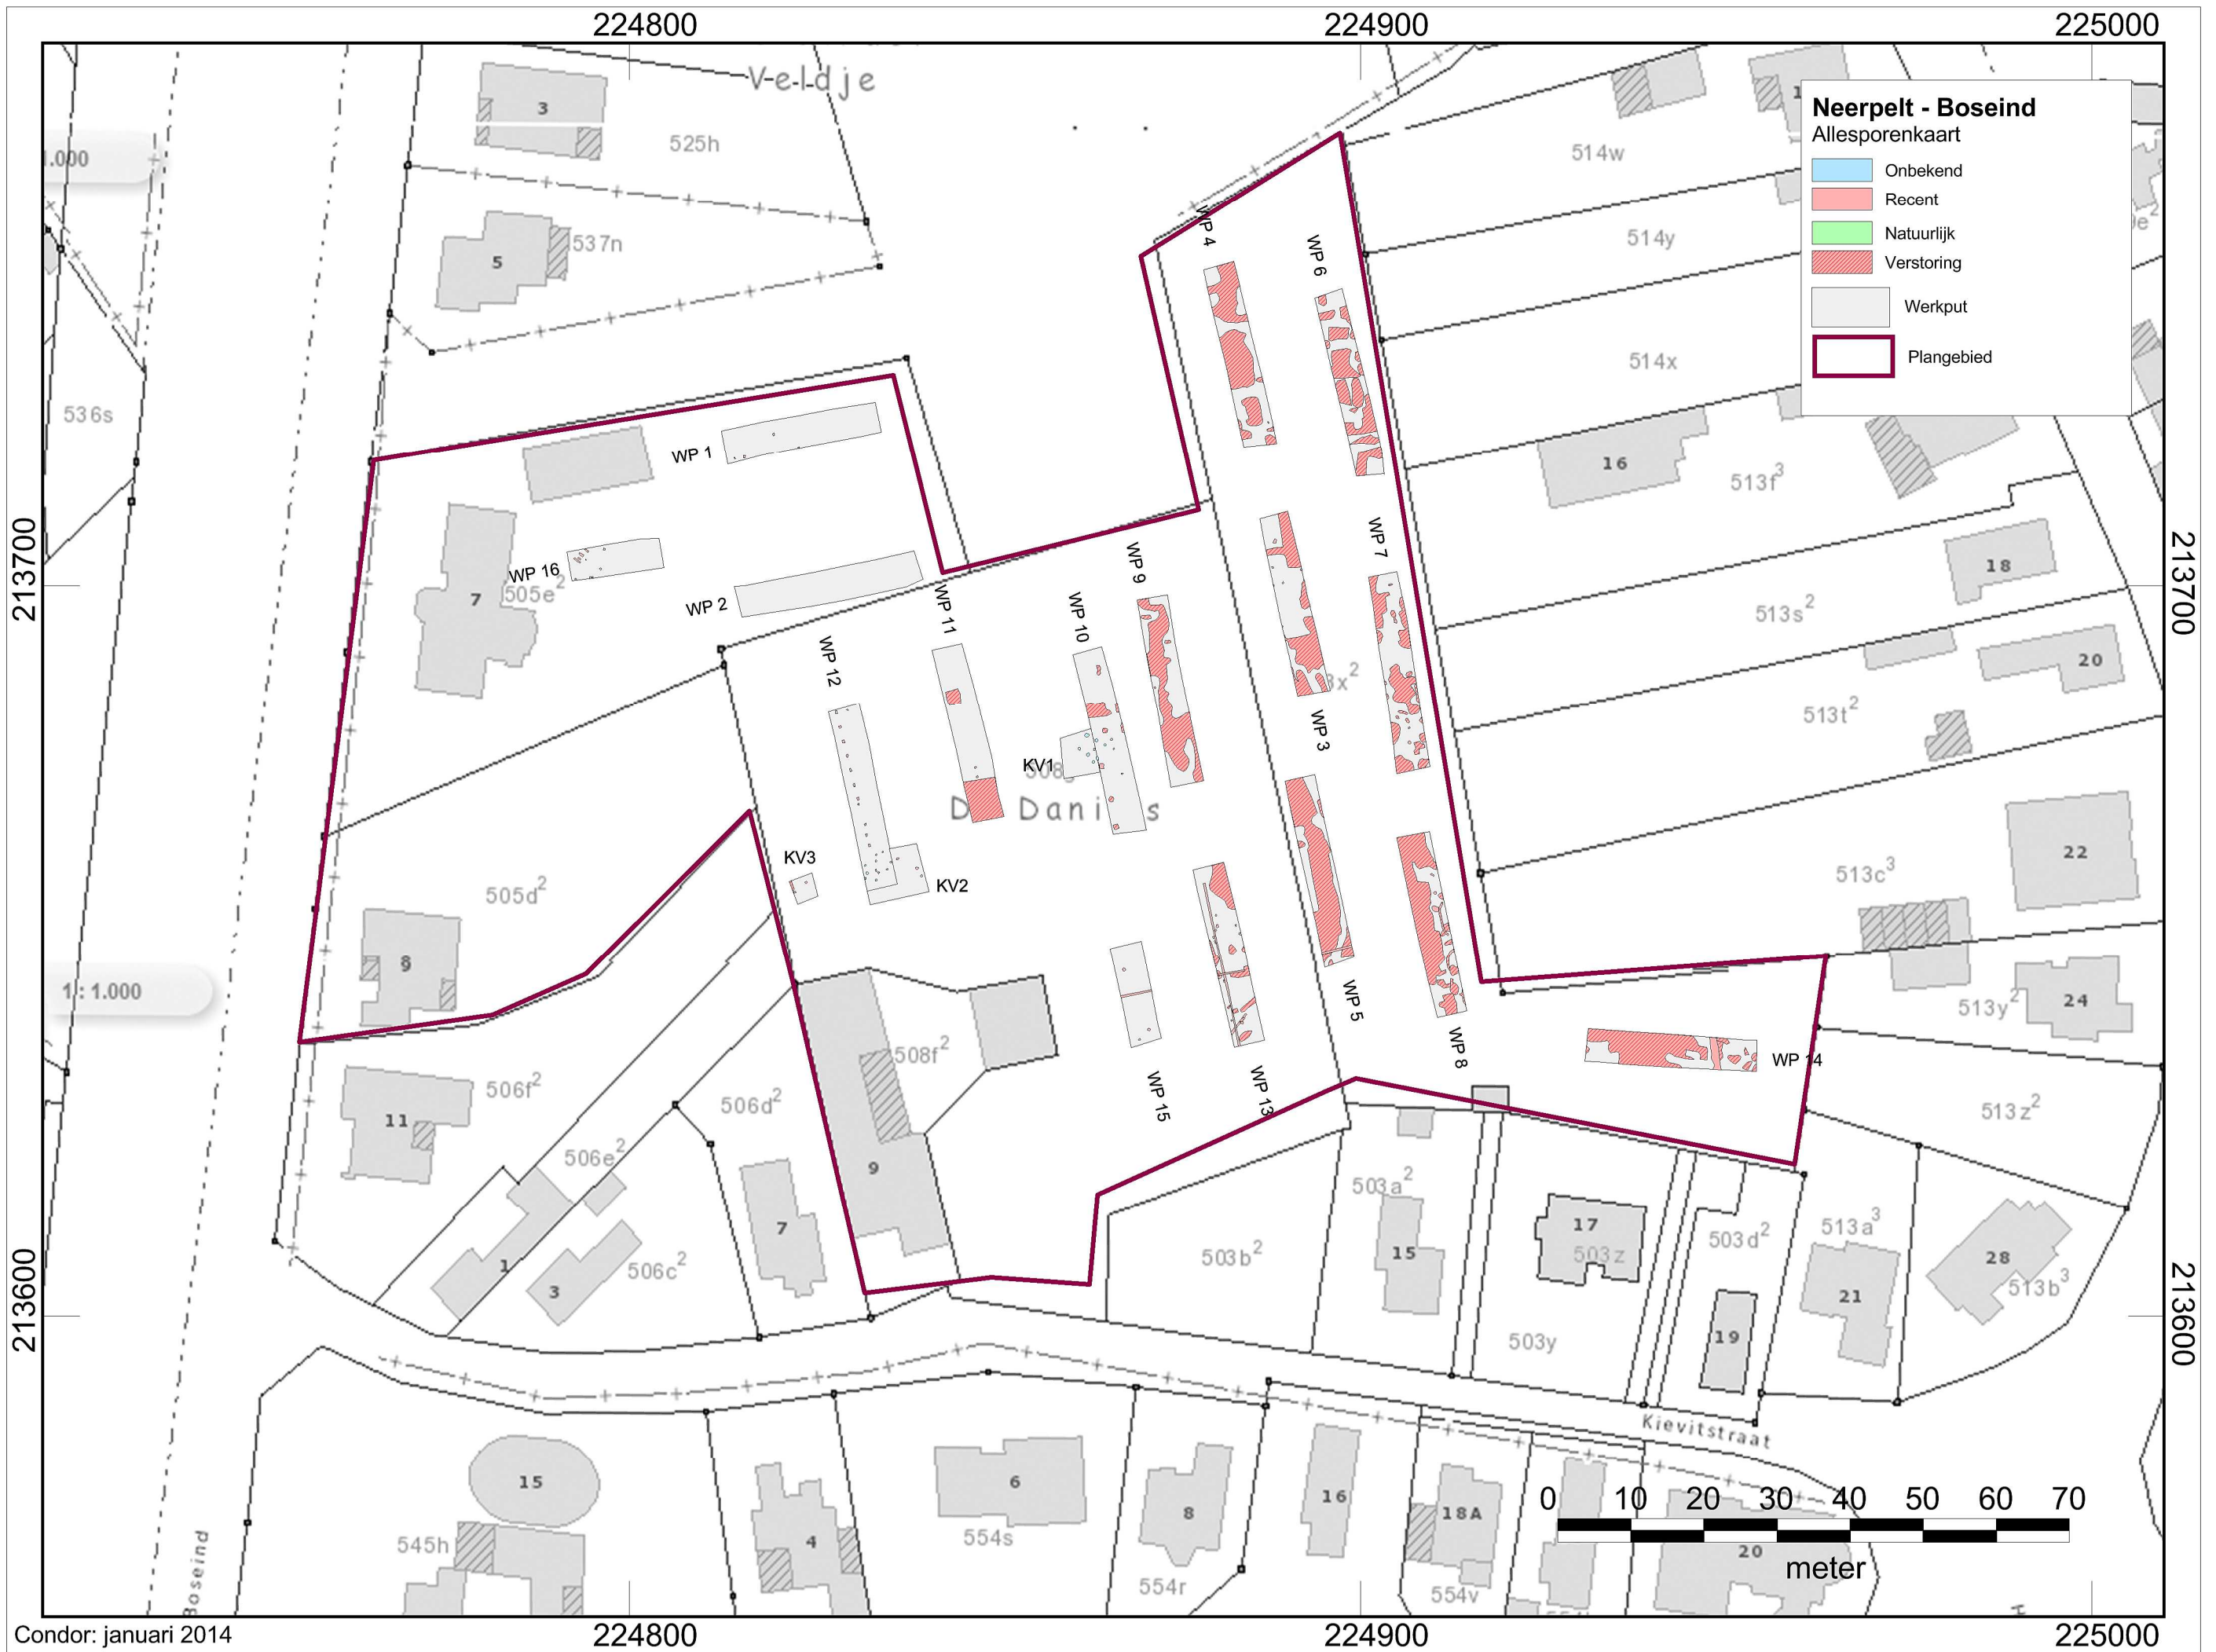 224800
224900
225000
Veldje
3
525h
1.000
5
537n
536s
514w
514y
514x
Neerpelt - Boseind
Allesporenkaart
Onbekend
Recent
Natuurlijk
Verstoring
Werkput
Plangebied
WP 4
WP 6
WP 1
16
513f3
213700
213700
WP 16
505e2
7
WP 2
WP 9
WP 7
18
513s2
WP 11
WP 10
WP 12
20
513t2
WP 3
KV1
KV3
KV2
505d2
9
513c3
22
1 : 1.000
24
513y2
WP 5
WP 8
WP 14
508f2
506f2
11
506d2
WP 15
WP 13
513z2
506e2
9
503a2
7
503b2
17
503z
15
503d2
513a3
28
513b3
1
3
506c2
21
213600
213600
19
503y
Kievitstraat
15
6
8
16
18A
545h
4
554s
554r
554v
20
Boseind
0 10 20 30 40 50 60 70
meter
Condor: januari 2014
224800
224900
225000